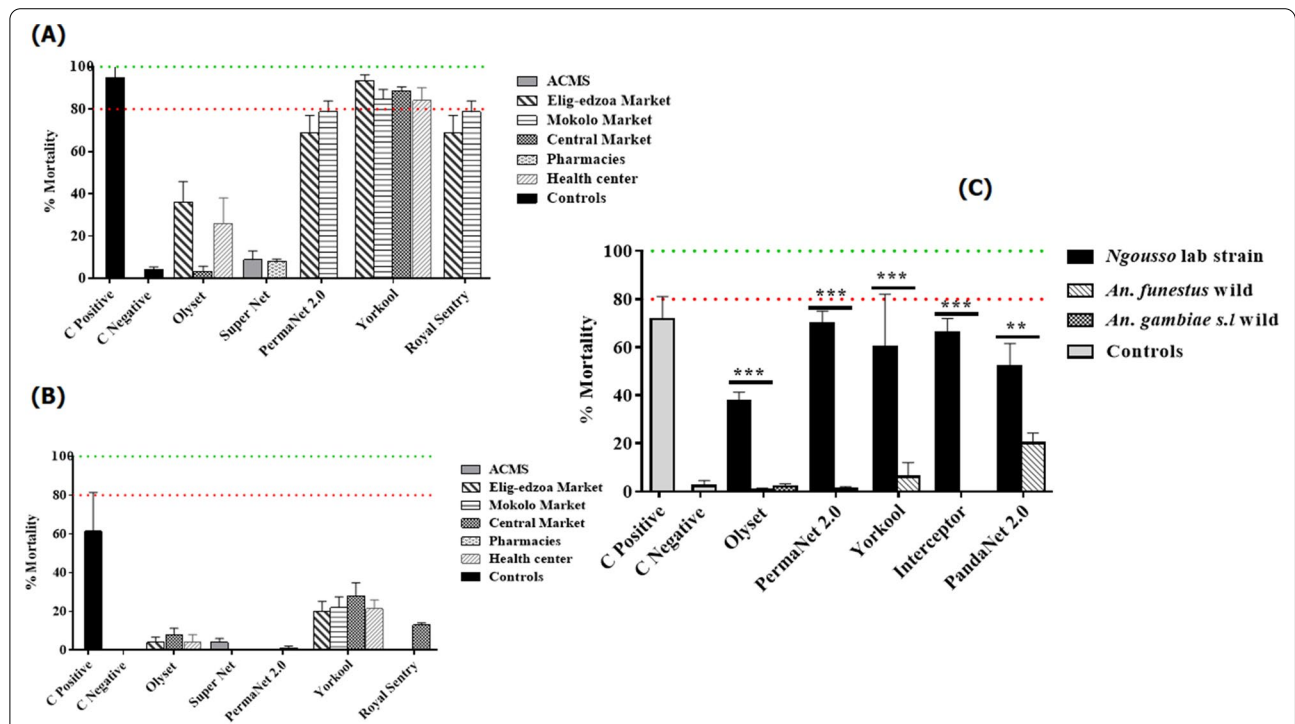 (A)
100
80
60
40
20
0
% Mortality
C Positive
C Negative
Olyset
Super Net
PermaNet 2.0
Yorkool
Royal Sentry
ACMS
Elig-edzoa Market
Mokolo Market
Central Market
Pharmacies
Health center
Controls
(B)
100
80
60
40
20
0
% Mortality
C Positive
C Negative
Olyset
Super Net
PermaNet 2.0
Yorkool
Royal Sentry
ACMS
Elig-edzoa Market
Mokolo Market
Central Market
Pharmacies
Health center
Controls
(C)
100
80
60
40
20
0
% Mortality
***
***
***
***
**
C Positive
C Negative
Olyset
PermaNet 2.0
Yorkool
Interceptor
PandaNet 2.0
Ngousso lab strain
An. funestus wild
An. gambiae s.l wild
Controls